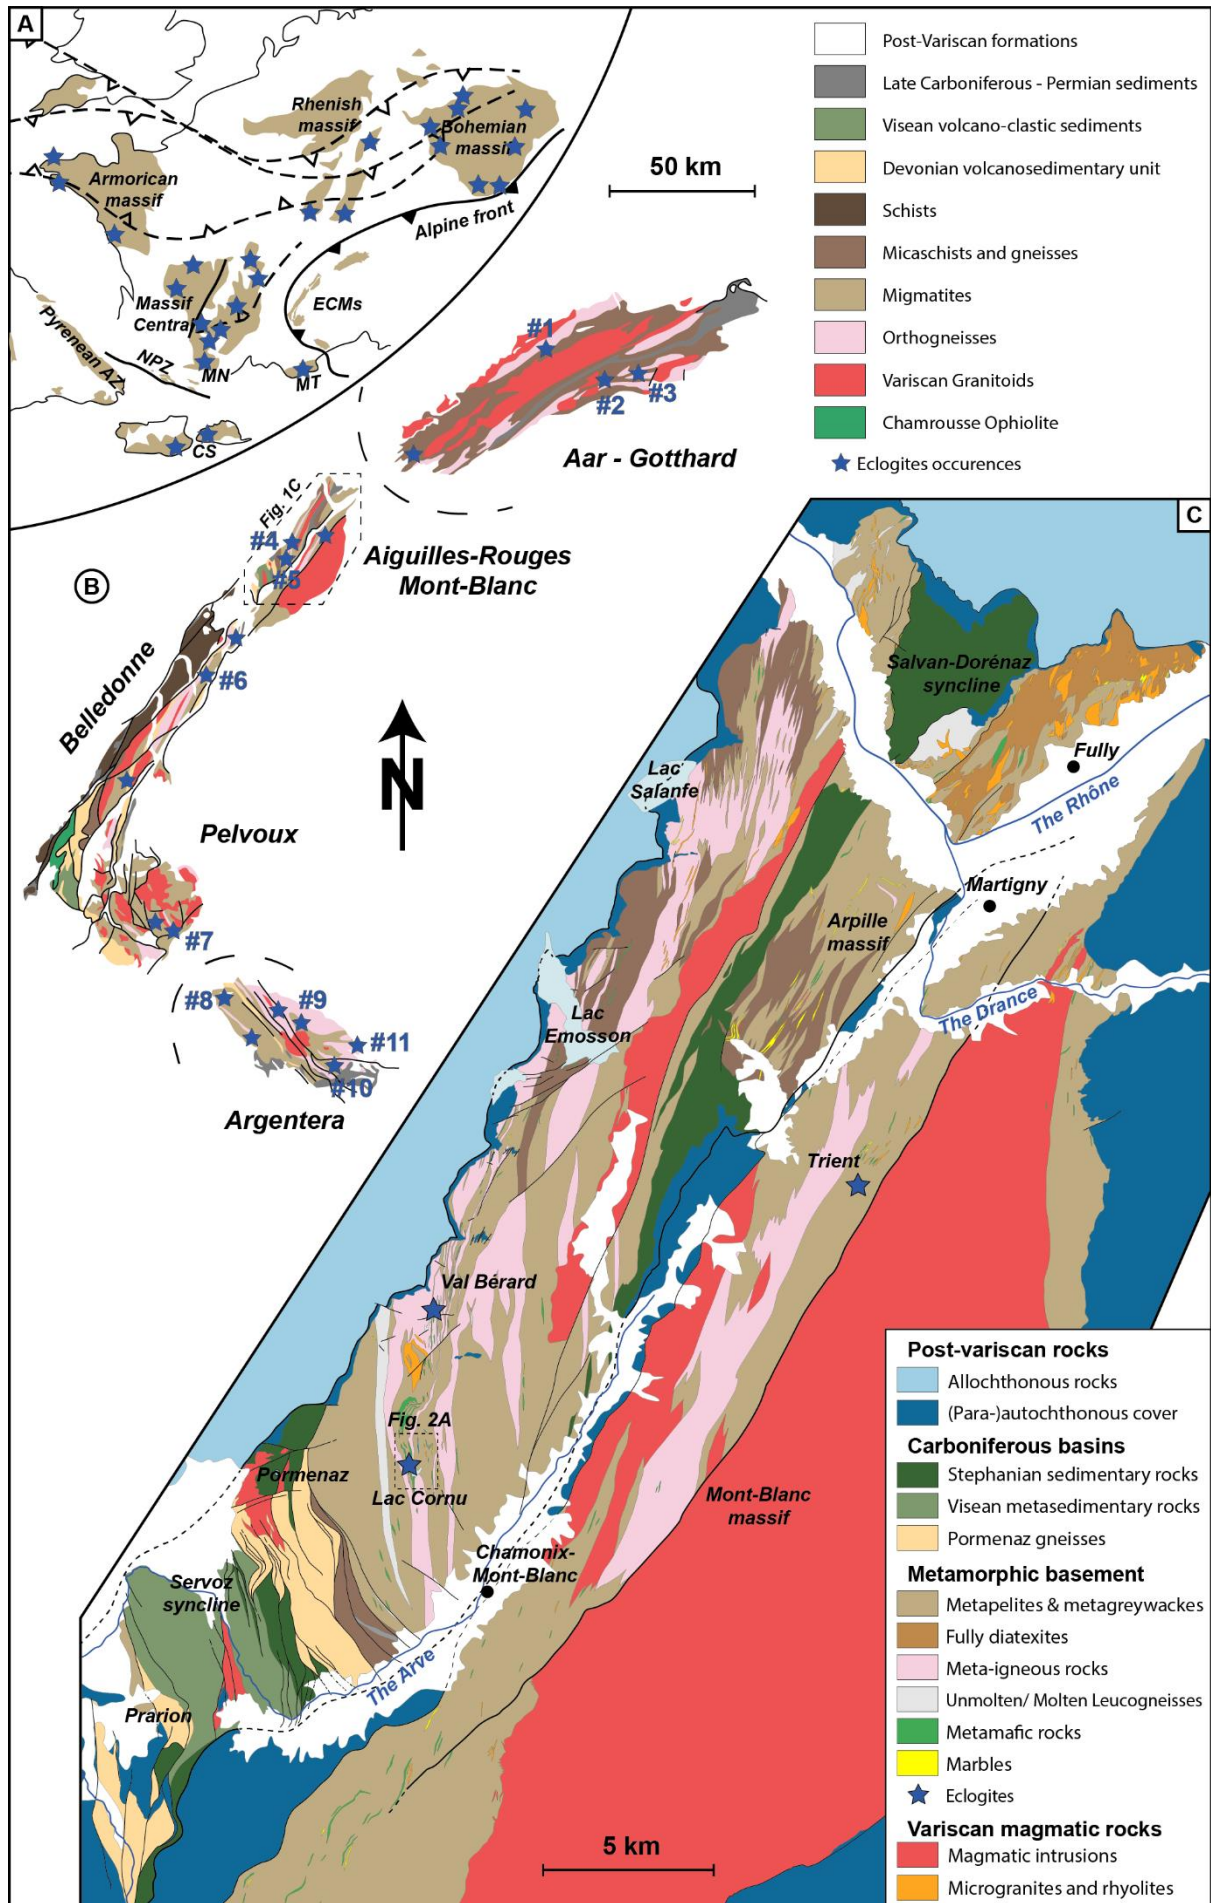 A
Rhenish
massif
Bohemian
massif
Armorican
massif
Alpine front
Massif
Central
ECMs
Pyrenean AZ
NPZ
MN
MT
CS
Post-Variscan formations
Late Carboniferous - Permian sediments
Visean volcano-clastic sediments
Devonian volcanosedimentary unit
Schists
Micaschists and gneisses
Migmatites
Orthogneisses
Variscan Granitoids
Chamrousse Ophiolite
Eclogites occurences
50 km
#1
#2
#3
Aar - Gotthard
Fig. 1C
#4
#5
Aiguilles-Rouges
Mont-Blanc
B
Belledonne
#6
N
Pelvoux
#7
#8
#9
#11
#10
Argentera
C
Salvan-Dorénaz
syncline
Fully
The Rhône
Lac
Salanfe
Martigny
Arpille
massif
The Drance
Lac
Emosson
Trient
Val Bérard
Fig. 2A
Lac Cornu
Pormenaz
Mont-Blanc
massif
Chamonix-
Mont-Blanc
Servoz
syncline
The Arve
Prarion
5 km
Post-variscan rocks
Allochthonous rocks
(Para-)autochthonous cover
Carboniferous basins
Stephanian sedimentary rocks
Visean metasedimentary rocks
Pormenaz gneisses
Metamorphic basement
Metapelites & metagreywackes
Fully diatexites
Meta-igneous rocks
Unmolten/ Molten Leucogneisses
Metamafic rocks
Marbles
Eclogites
Variscan magmatic rocks
Magmatic intrusions
Microgranites and rhyolites